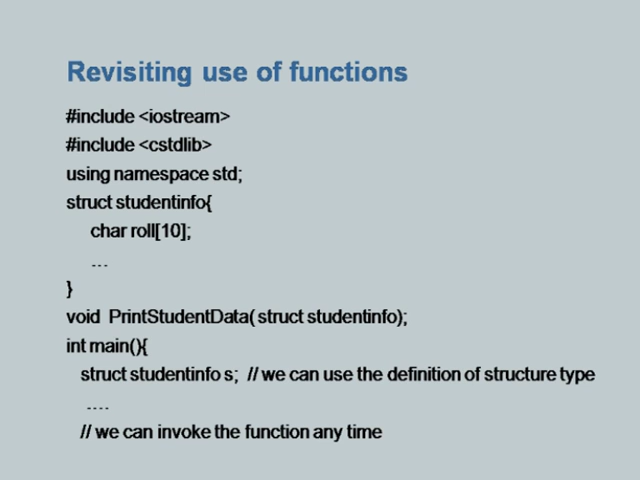 Revisiting use of functions
#include <iostream>
#include <cstdlib>
using namespace std;
struct studentinfo{
char roll[10];
...
}
void PrintStudentData( struct studentinfo);
int main(){
struct studentinfo s; // we can use the definition of structure type
....
// we can invoke the function any time